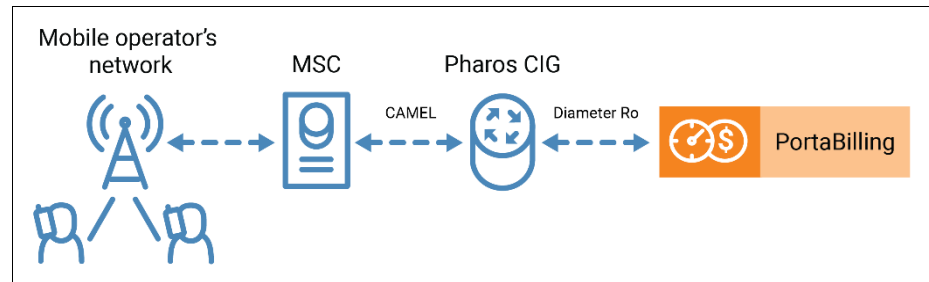 Mobile operator's
network
MSC
Pharos CIG
CAMEL
Diameter Ro
$
PortaBilling